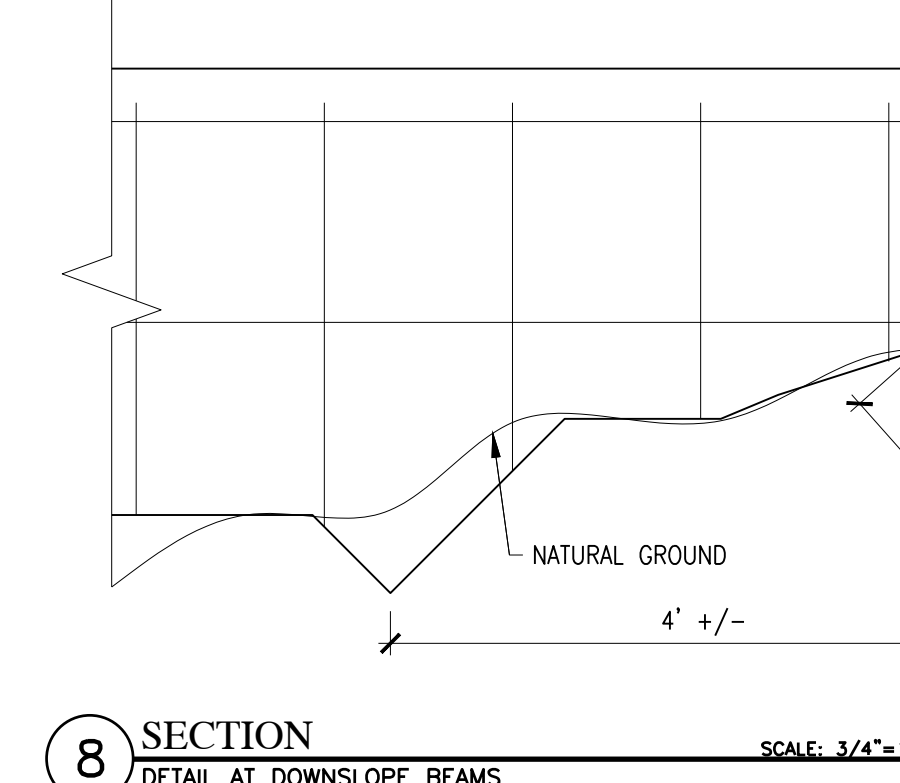 NATURAL GROUND
4' +/-
8
SECTION
SCALE: 3/4"=
DETAIL AT DOWNSLOPE BEAMS